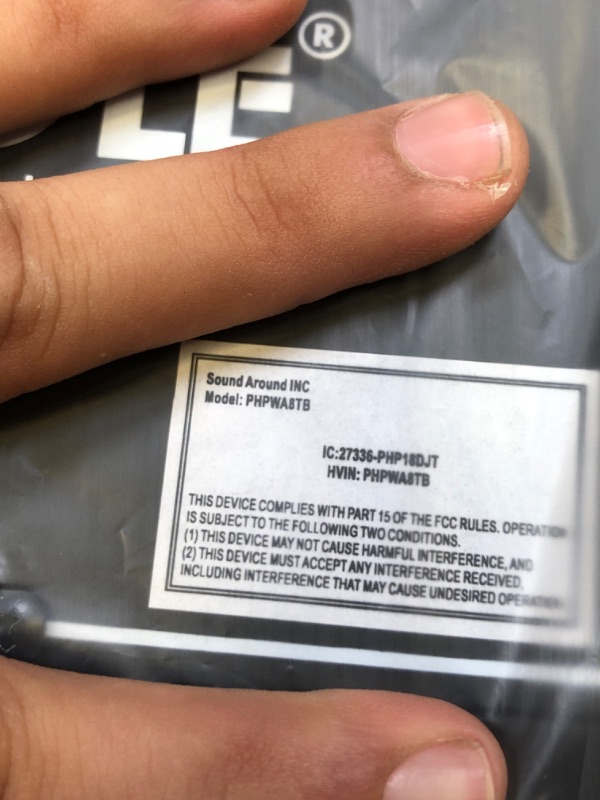 LE®
Sound Around INC
Model: PHPWA8TB
IC:27336-PHP18DJT
HVIN: PHPWA8TB
THIS DEVICE COMPLIES WITH PART 15 OF THE FCC RULES. OPERATION
IS SUBJECT TO THE FOLLOWING TWO CONDITIONS.
(1) THIS DEVICE MAY NOT CAUSE HARMFUL INTERFERENCE, AND
(2) THIS DEVICE MUST ACCEPT ANY INTERFERENCE RECEIVED,
INCLUDING INTERFERENCE THAT MAY CAUSE UNDESIRED OPERATION.